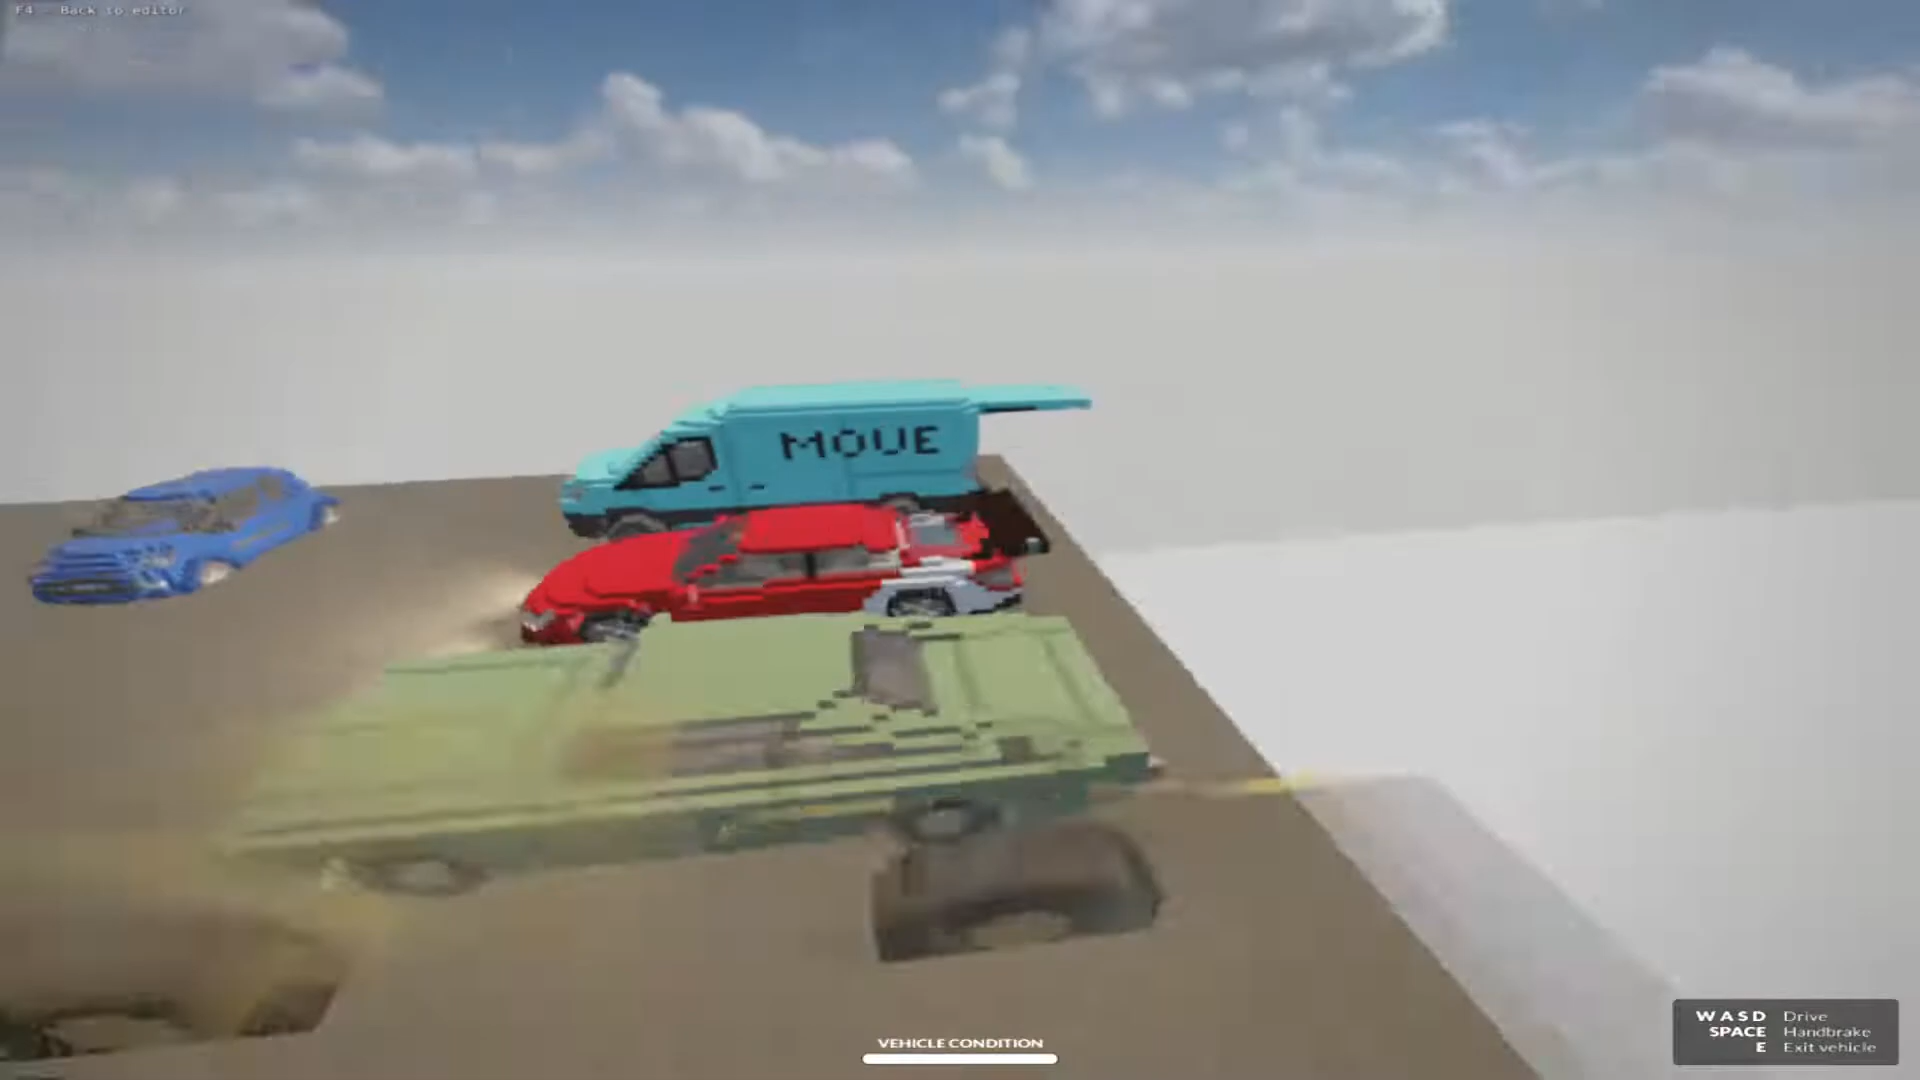 F4 - Back to editor
MOVE
VEHICLE CONDITION
W A S D Drive
SPACE Handbrake
E Exit vehicle